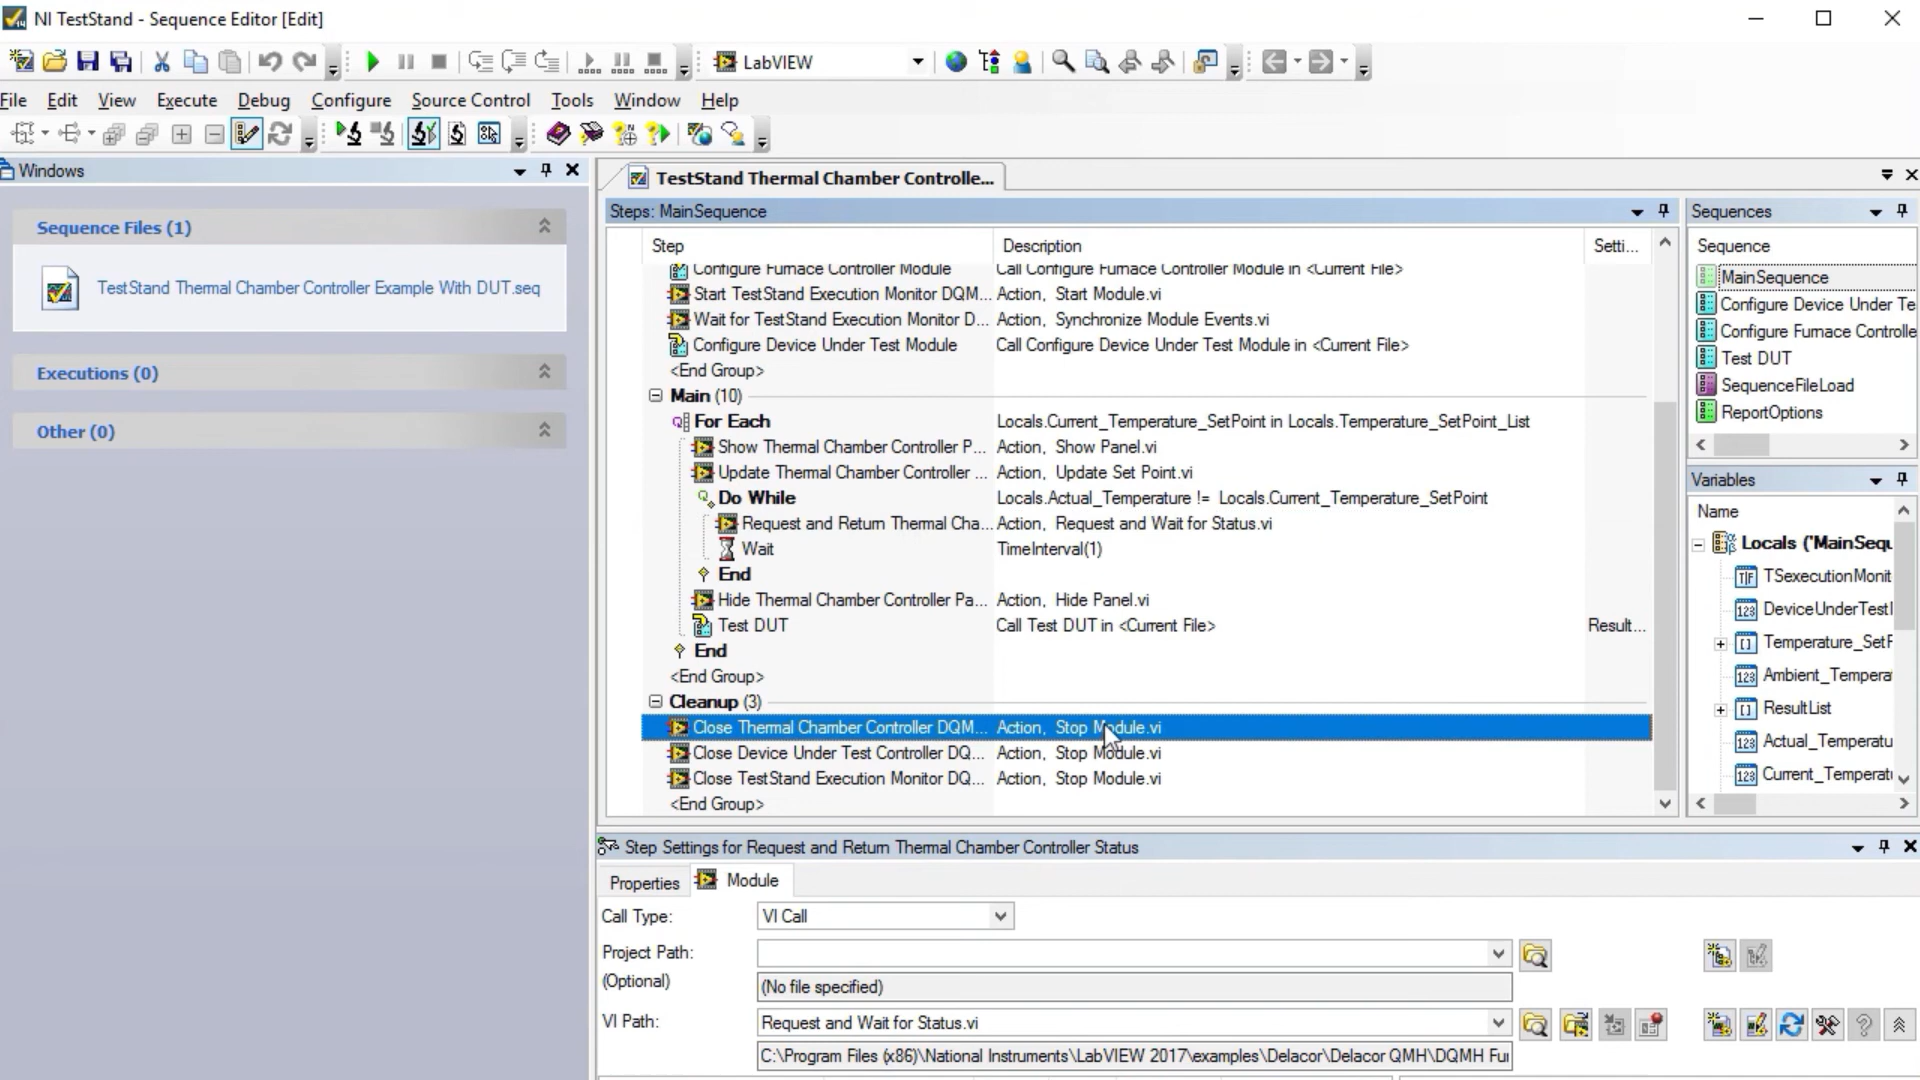 NI TestStand - Sequence Editor [Edit]
LabVIEW
File Edit View Execute Debug Configure Source Control Tools Window Help
Windows
Sequence Files (1)
TestStand Thermal Chamber Controller Example With DUT.seq
Executions (0)
Other (0)
TestStand Thermal Chamber Controlle...
Steps: MainSequence
Step Description Setti...
Configure Furnace Controller Module Call Configure Furnace Controller Module in <Current File>
Start TestStand Execution Monitor DQM... Action, Start Module.vi
Wait for TestStand Execution Monitor D... Action, Synchronize Module Events.vi
Configure Device Under Test Module Call Configure Device Under Test Module in <Current File>
<End Group>
Main (10)
For Each Locals.Current_Temperature_SetPoint in Locals.Temperature_SetPoint_List
Show Thermal Chamber Controller P... Action, Show Panel.vi
Update Thermal Chamber Controller ... Action, Update Set Point.vi
Do While Locals.Actual_Temperature != Locals.Current_Temperature_SetPoint
Request and Return Thermal Cha... Action, Request and Wait for Status.vi
Wait TimeInterval(1)
End
Hide Thermal Chamber Controller Pa... Action, Hide Panel.vi
Test DUT Call Test DUT in <Current File> Result...
End
<End Group>
Cleanup (3)
Close Thermal Chamber Controller DQM... Action, Stop Module.vi
Close Device Under Test Controller DQ... Action, Stop Module.vi
Close TestStand Execution Monitor DQ... Action, Stop Module.vi
<End Group>
Sequences
Sequence
MainSequence
Configure Device Under Te
Configure Furnace Controlle
Test DUT
SequenceFileLoad
ReportOptions
Variables
Name
Locals ('MainSequ
TSexecutionMonit
DeviceUnderTest
Temperature_SetP
Ambient_Tempera
ResultList
Actual_Temperatu
Current_Temperat
Step Settings for Request and Return Thermal Chamber Controller Status
Properties Module
Call Type: VI Call
Project Path:
(Optional) (No file specified)
VI Path: Request and Wait for Status.vi
C:\Program Files (x86)\National Instruments\LabVIEW 2017\examples\Delacor\Delacor QMH\DQMH Fu